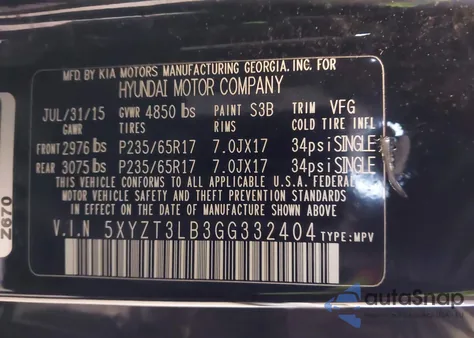 MFD.BY KIA MOTORS MANUFACTURING GEORGIA.INC.FOR
HYUNDAI MOTOR COMPANY
JUL/31/15 GVWR 4850 lbs PAINT S3B TRIM VFG
GAWR TIRES RIMS COLD TIRE INFL
FRONT 2976 lbs P235/65R17 7.0JX17 34psi SINGLE
REAR 3075 lbs P235/65R17 7.0JX17 34psi SINGLE
THIS VEHICLE CONFORMS TO ALL APPLICABLE U.S.A. FEDERAL
MOTOR VEHICLE SAFETY AND THEFT PREVENTION STANDARDS
IN EFFECT ON THE DATE OF MANUFACTURE SHOWN ABOVE.
V.I.N 5XYZT3LB3GG332404 TYPE:MPV
Z670
autoSnap